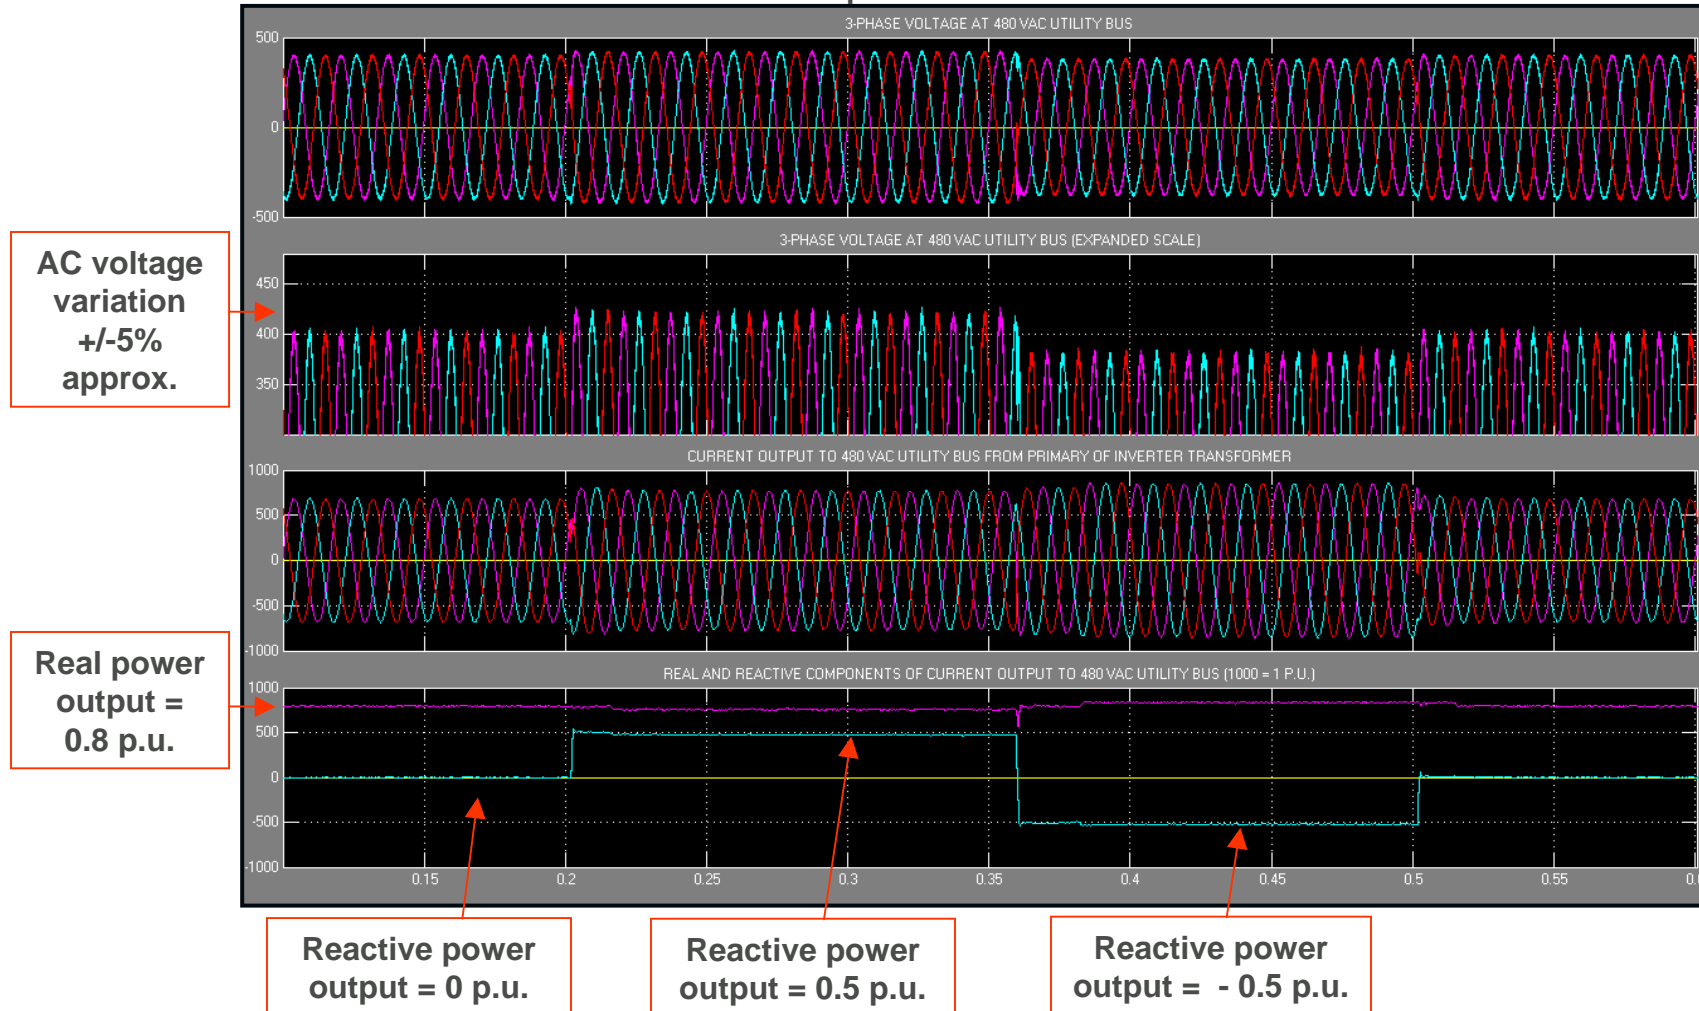 3-PHASE VOLTAGE AT 480 VAC UTILITY BUS
500
0
-500
3-PHASE VOLTAGE AT 480 VAC UTILITY BUS (EXPANDED SCALE)
450
400
350
AC voltage
variation
+/-5%
approx.
CURRENT OUTPUT TO 480 VAC UTILITY BUS FROM PRIMARY OF INVERTER TRANSFORMER
1000
500
0
-500
-1000
Real power
output =
0.8 p.u.
REAL AND REACTIVE COMPONENTS OF CURRENT OUTPUT TO 480 VAC UTILITY BUS (1000 = 1 P.U.)
1000
500
0
-500
-1000
0.15 0.2 0.25 0.3 0.35 0.4 0.45 0.5 0.55
Reactive power
output = 0 p.u.
Reactive power
output = 0.5 p.u.
Reactive power
output = - 0.5 p.u.